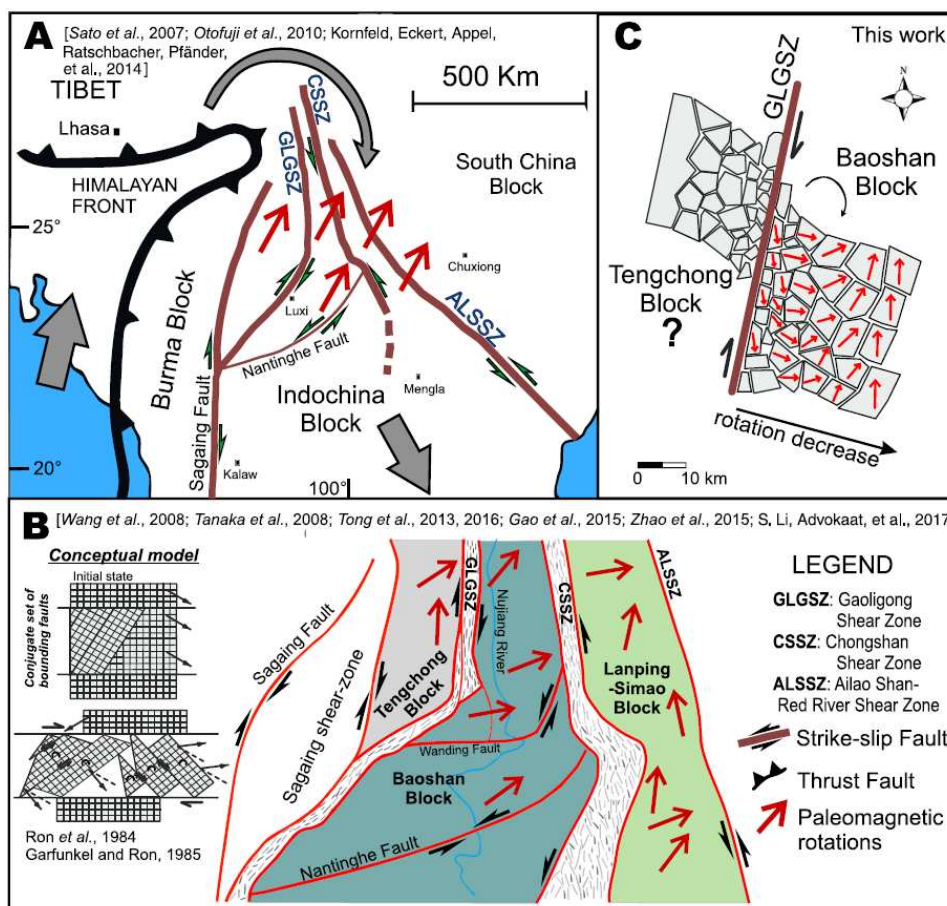 A
[Sato et al., 2007; Otofuji et al., 2010; Kornfeld, Eckert, Appel,
Ratschbacher, Pfänder,
et al., 2014]
TIBET
Lhasa
HIMALAYAN
FRONT
CSSZ
GLGSZ
500 Km
South China
Block
25°
Burma Block
Luxi
Chuxiong
ALSSZ
Nantinghe Fault
Sagaing Fault
Indochina
Block
Mengla
20°
Kalaw
100°
C
This work
N
GLGSZ
Baoshan
Block
Tengchong
Block
?
rotation decrease
0
10 km
B
[Wang et al., 2008; Tanaka et al., 2008; Tong et al., 2013, 2016; Gao et al., 2015; Zhao et al., 2015; S. Li, Advokaat, et al., 2017]
Conceptual model
Initial state
Conjugate set of
bounding faults
Ron et al., 1984
Garfunkel and Ron, 1985
Sagaing Fault
Sagaing shear-zone
Tengchong
Block
GLGSZ
Nujiang River
CSSZ
ALSSZ
Lanping
-Simao
Block
Wanding Fault
Baoshan
Block
Nantinghe Fault
LEGEND
GLGSZ: Gaoligong
Shear Zone
CSSZ: Chongshan
Shear Zone
ALSSZ: Ailao Shan-
Red River Shear Zone
Strike-slip Fault
Thrust Fault
Paleomagnetic
rotations